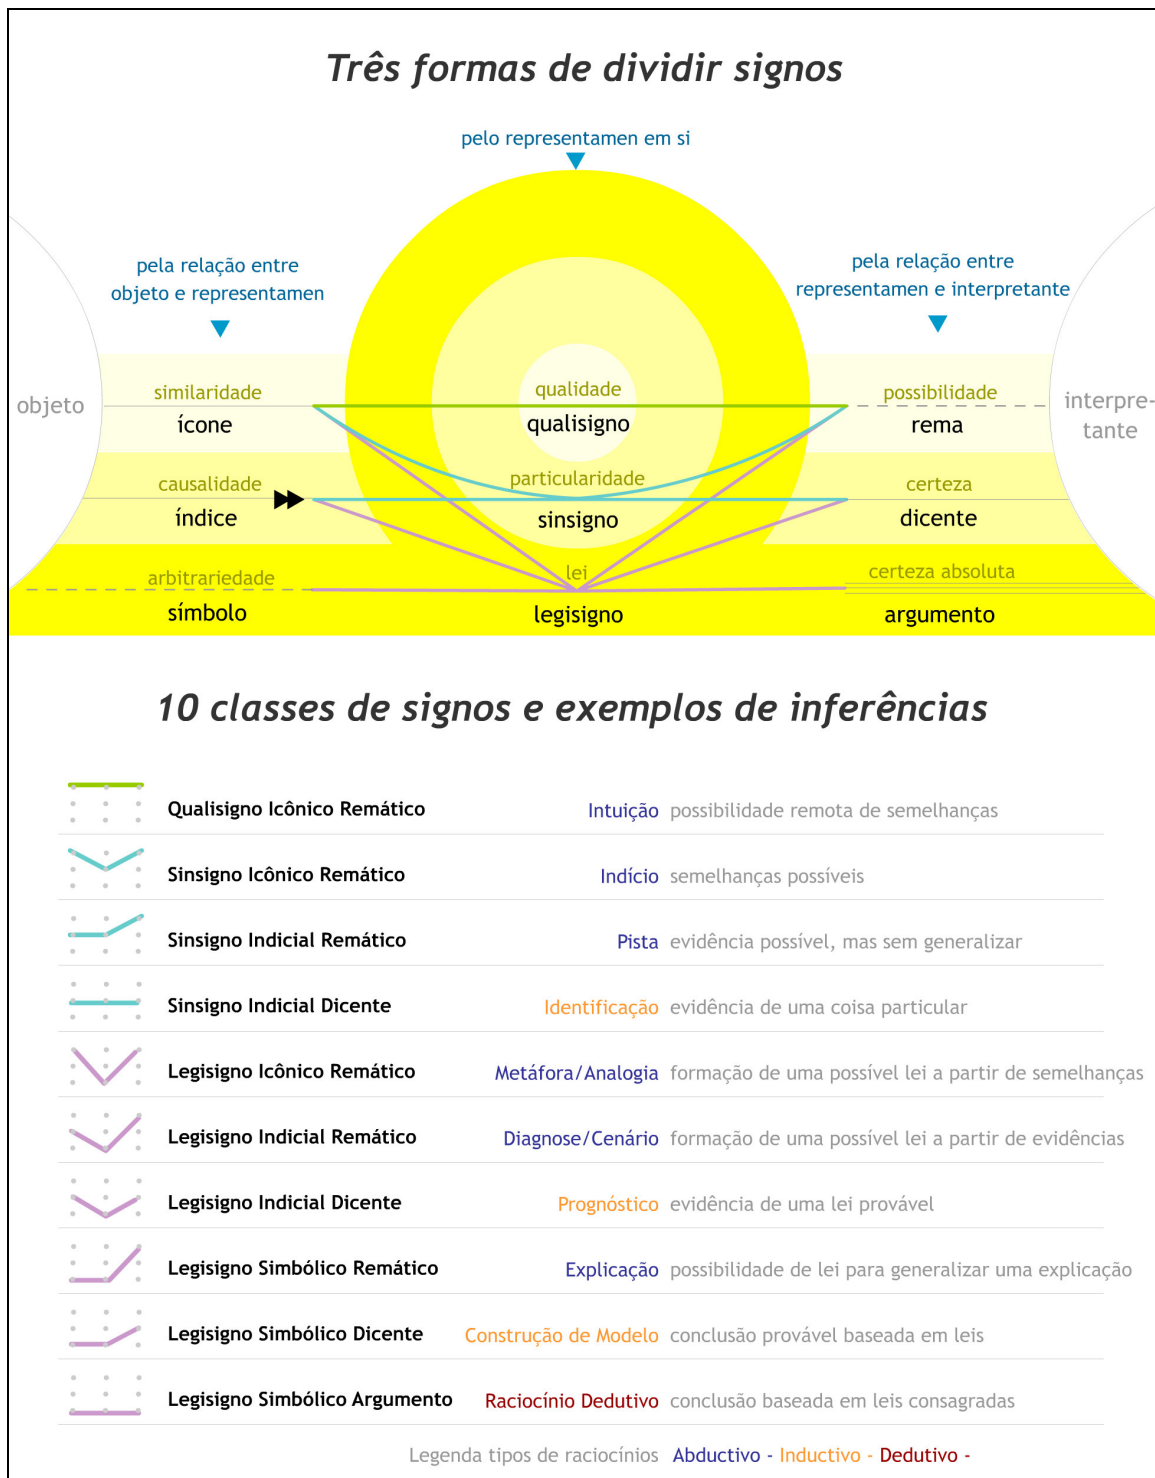 Três formas de dividir signos
pelo representamen em si
pela relação entre
objeto e representamen
pela relação entre
representamen e interpretante
objeto
similaridade
ícone
qualidade
qualisigno
possibilidade
rema
interpre-
tante
causalidade
índice
particularidade
sinsigno
certeza
dicente
arbitrariedade
símbolo
lei
legisigno
certeza absoluta
argumento
10 classes de signos e exemplos de inferências
Qualisigno Icônico Remático Intuição possibilidade remota de semelhanças
Sinsigno Icônico Remático Indício semelhanças possíveis
Sinsigno Indicial Remático Pista evidência possível, mas sem generalizar
Sinsigno Indicial Dicente Identificação evidência de uma coisa particular
Legisigno Icônico Remático Metáfora/Analogia formação de uma possível lei a partir de semelhanças
Legisigno Indicial Remático Diagnose/Cenário formação de uma possível lei a partir de evidências
Legisigno Indicial Dicente Prognóstico evidência de uma lei provável
Legisigno Simbólico Remático Explicação possibilidade de lei para generalizar uma explicação
Legisigno Simbólico Dicente Construção de Modelo conclusão provável baseada em leis
Legisigno Simbólico Argumento Raciocínio Dedutivo conclusão baseada em leis consagradas
Legenda tipos de raciocínios Abductivo - Inductivo - Dedutivo -